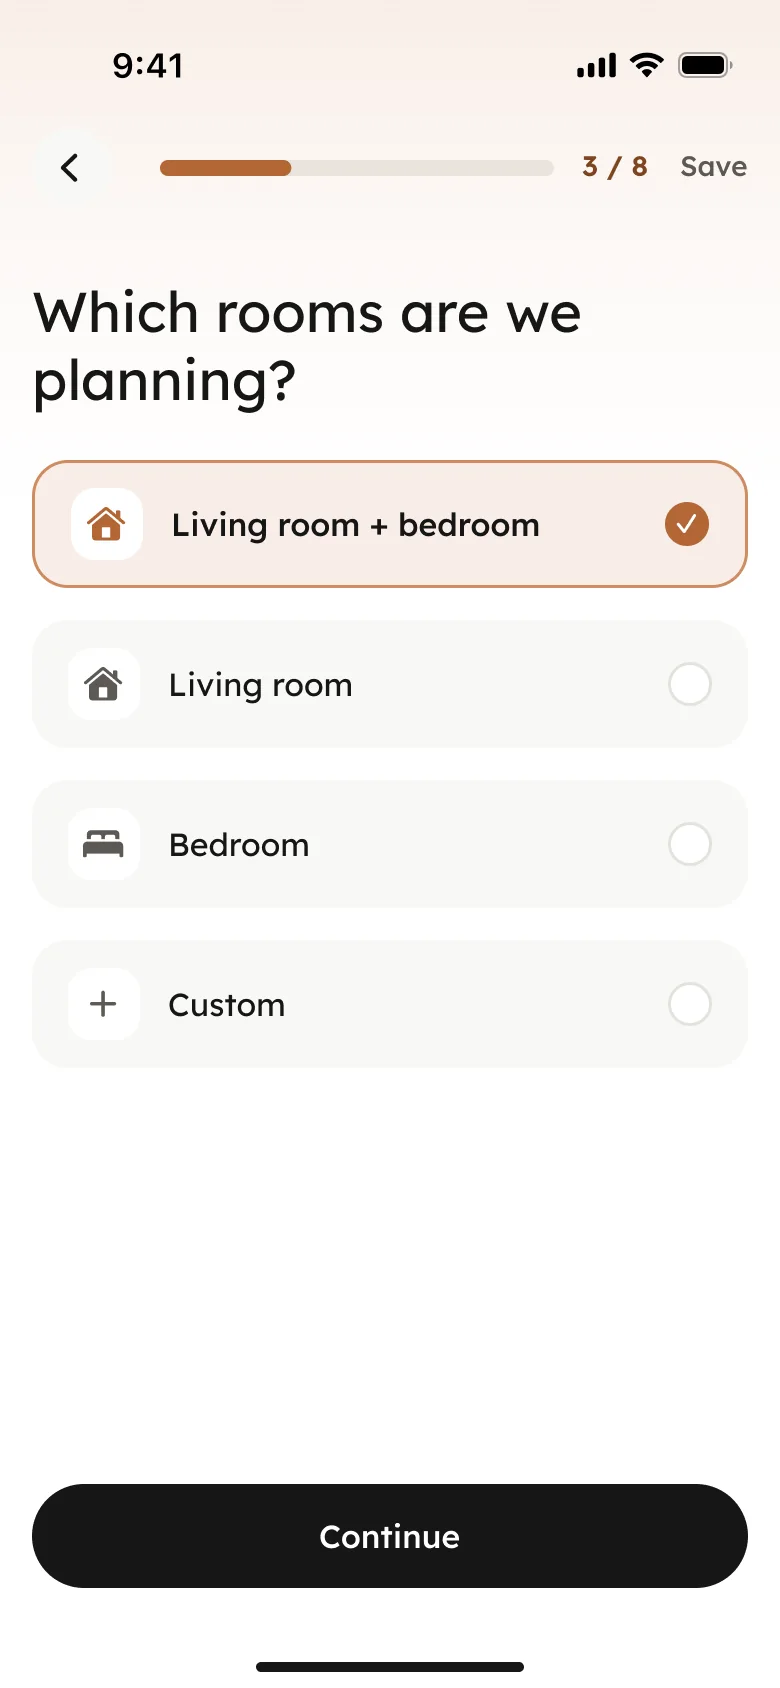 9:41
3 / 8
Save
Which rooms are we
planning?
Living room + bedroom
Living room
Bedroom
Custom
Continue